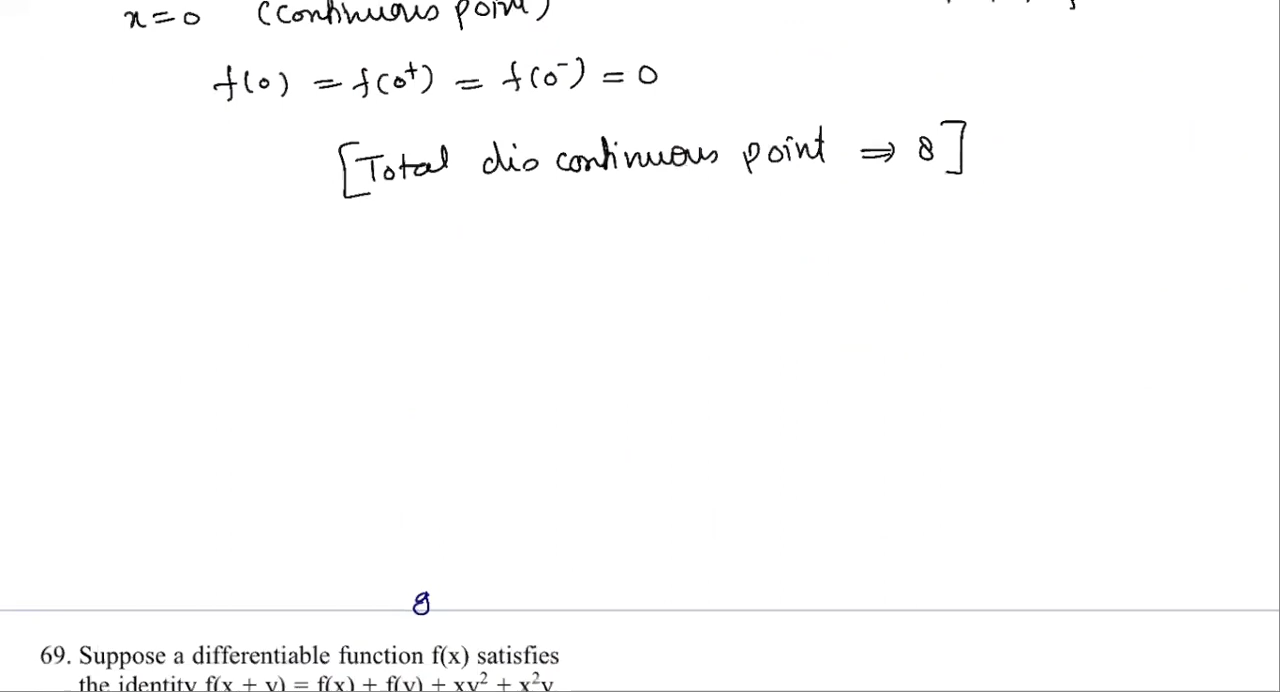 x=0 (Continuous point)
f(0) = f(0⁺) = f(0⁻) = 0
[Total dis continuous point ⇒ 8]
8
69. Suppose a differentiable function f(x) satisfies
the identity f(x + y) = f(x) + f(y) + xy² + x²y